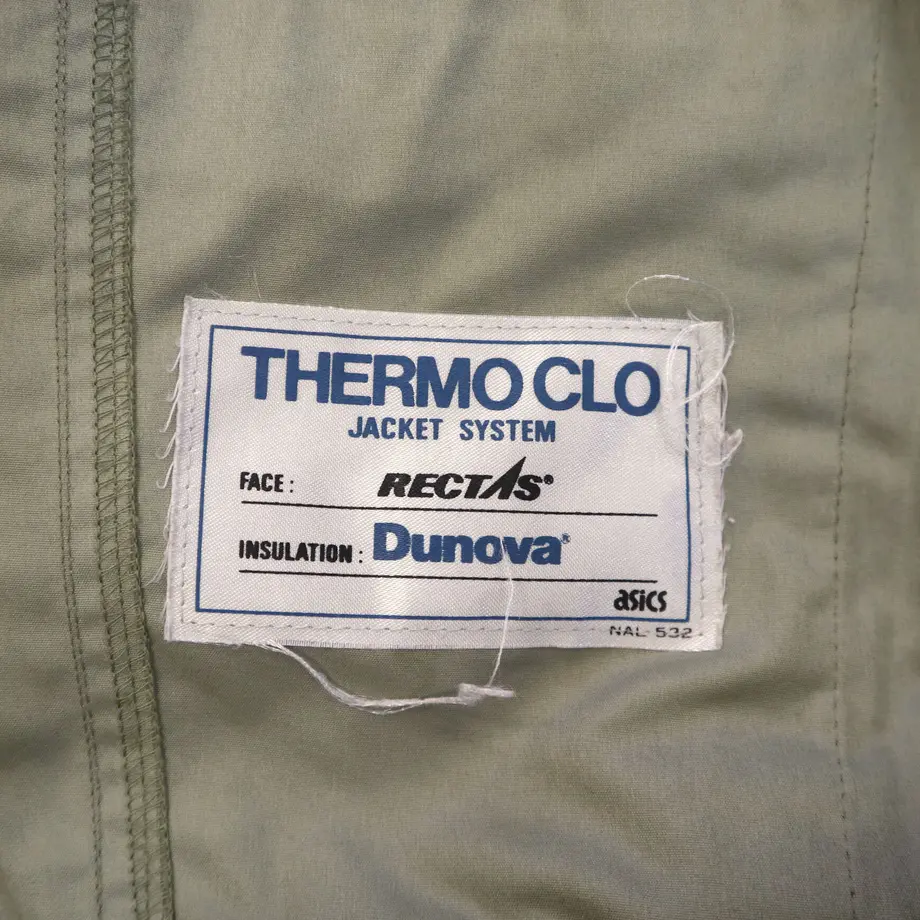 THERMO CLO
JACKET SYSTEM
FACE : RECTAS®
INSULATION : Dunova®
asics
NAL-532